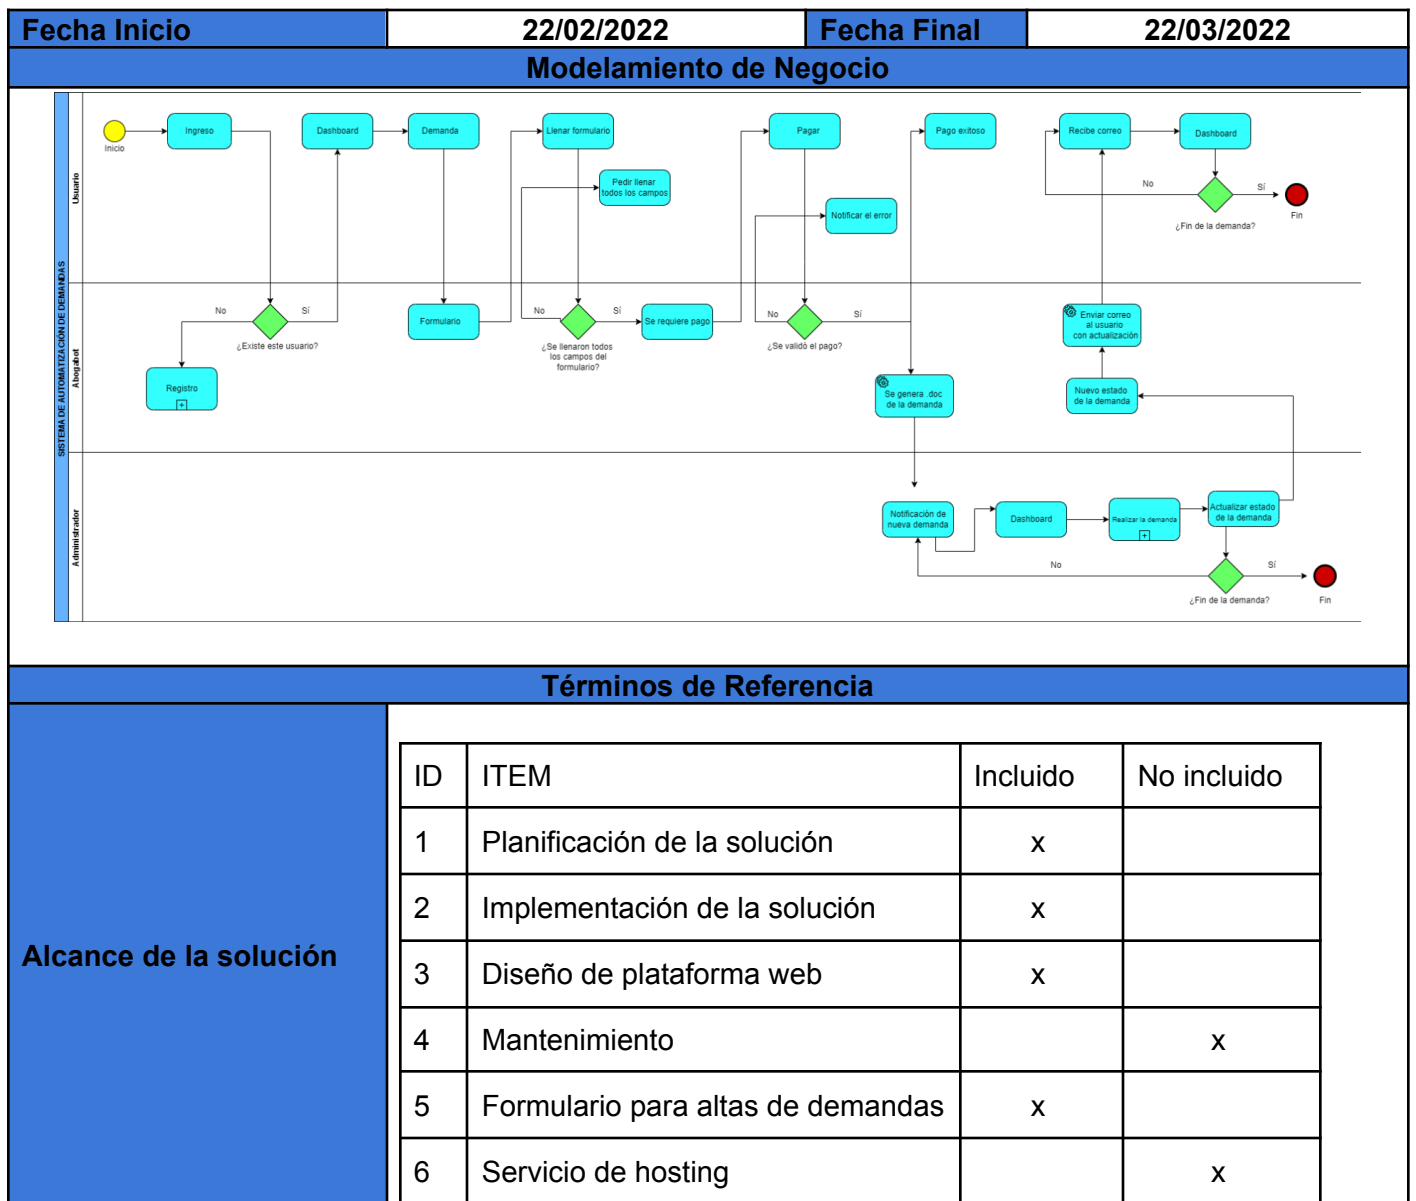 Fecha Inicio 22/02/2022 Fecha Final 22/03/2022
Modelamiento de Negocio
SISTEMA DE AUTOMATIZACIÓN DE DEMANDAS
Usuario
Inicio
Ingreso
Dashboard
Demanda
Llenar formulario
Pedir llenar
todos los campos
Pagar
Notificar el error
Pago exitoso
Recibe correo
Dashboard
No
Sí
¿Fin de la demanda?
Fin
Abogabot
No
Sí
¿Existe este usuario?
Registro
Formulario
No
Sí
¿Se llenaron todos
los campos del
formulario?
Se requiere pago
No
Sí
¿Se validó el pago?
Se genera .doc
de la demanda
Enviar correo
al usuario
con actualización
Nuevo estado
de la demanda
Administrador
Notificación de
nueva demanda
Dashboard
Realizar la demanda
Actualizar estado
de la demanda
No
Sí
¿Fin de la demanda?
Fin
Términos de Referencia
Alcance de la solución
ID ITEM Incluido No incluido
1 Planificación de la solución x
2 Implementación de la solución x
3 Diseño de plataforma web x
4 Mantenimiento x
5 Formulario para altas de demandas x
6 Servicio de hosting x